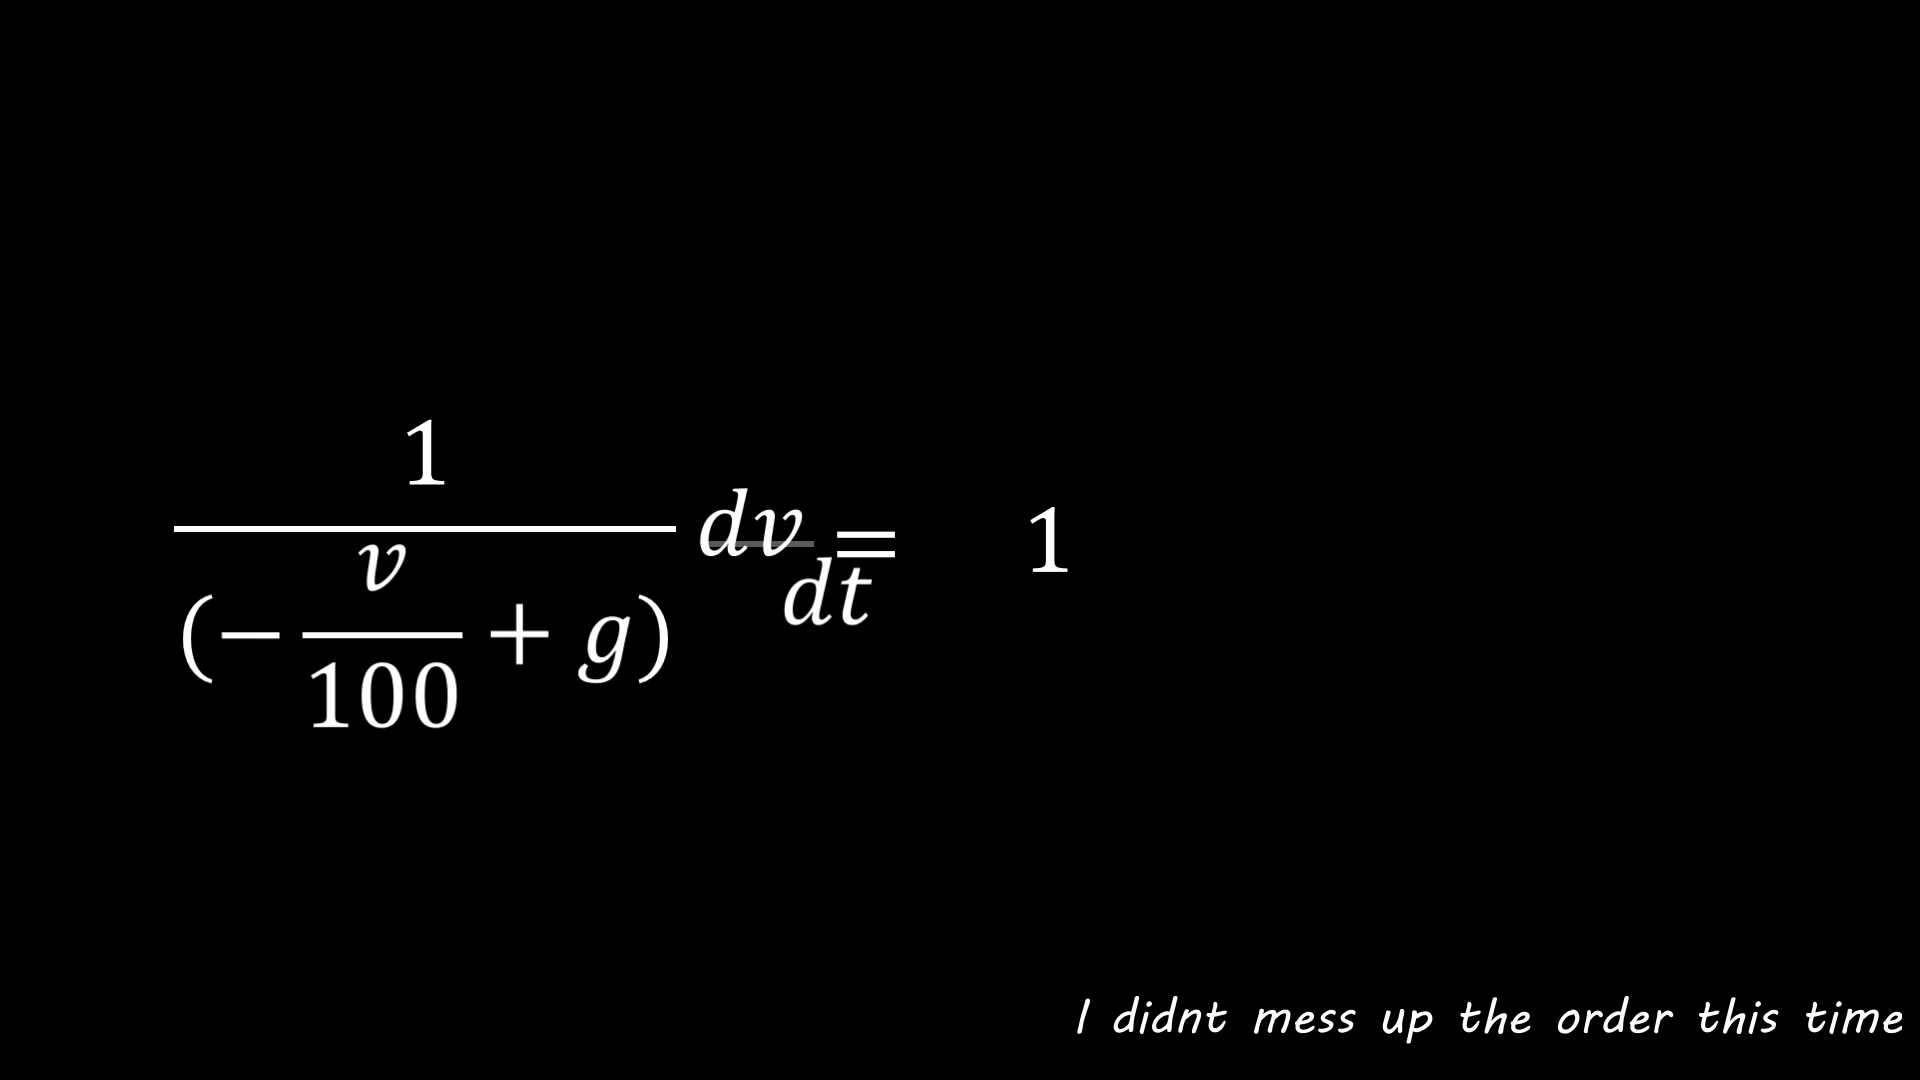 1
dv = 1
v
dt
(− + g)
100
I didnt mess up the order this time